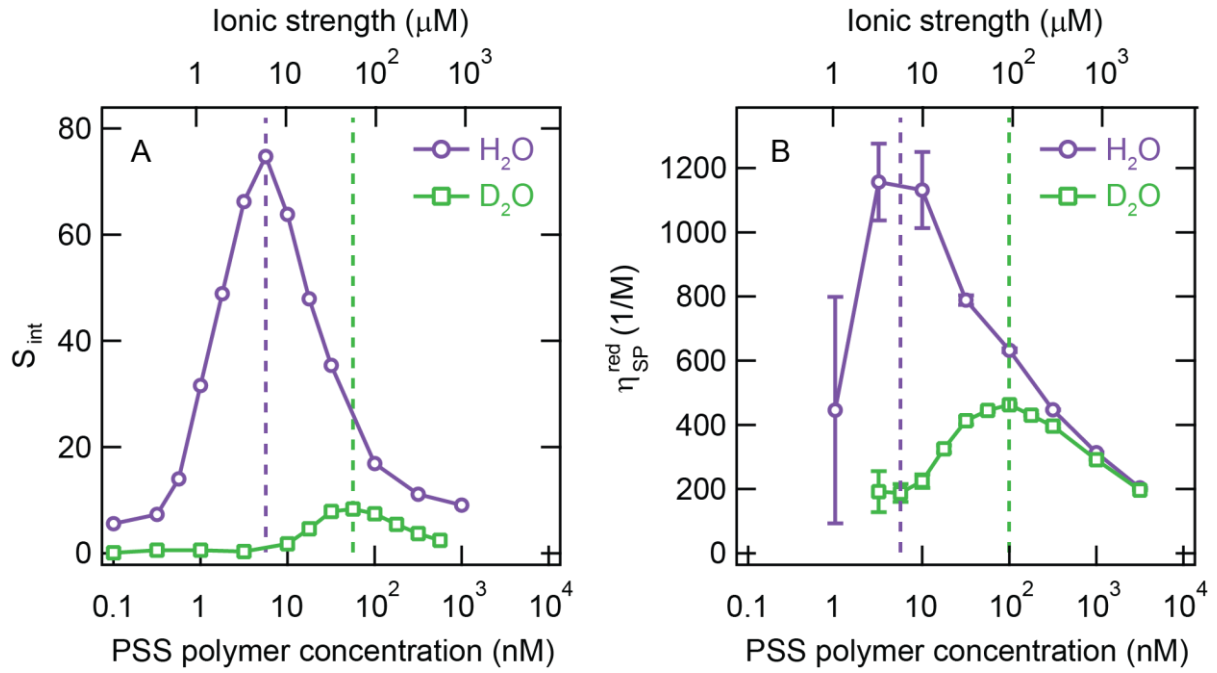 Ionic strength (μM)
1 10 10² 10³
A
H₂O
D₂O
80
60
40
20
0
S_int
0.1 1 10 10² 10³ 10⁴
PSS polymer concentration (nM)
Ionic strength (μM)
1 10 10² 10³
B
H₂O
D₂O
1200
1000
800
600
400
200
0
η_SP^red (1/M)
0.1 1 10 10² 10³ 10⁴
PSS polymer concentration (nM)